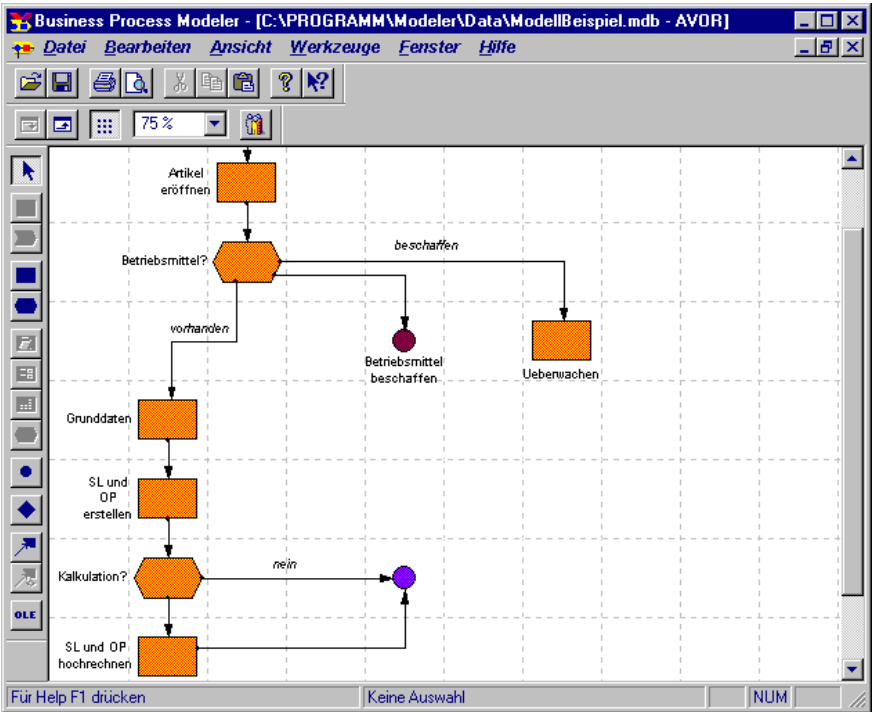 Business Process Modeler - [C:\PROGRAMM\Modeler\Data\ModellBeispiel.mdb - AVOR]
Datei Bearbeiten Ansicht Werkzeuge Fenster Hilfe
75 %
Artikel
eröffnen
Betriebsmittel?
beschaffen
vorhanden
Betriebsmittel
beschaffen
Ueberwachen
Grunddaten
SL und
OP
erstellen
Kalkulation?
nein
OLE
SL und OP
hochrechnen
Für Help F1 drücken
Keine Auswahl
NUM